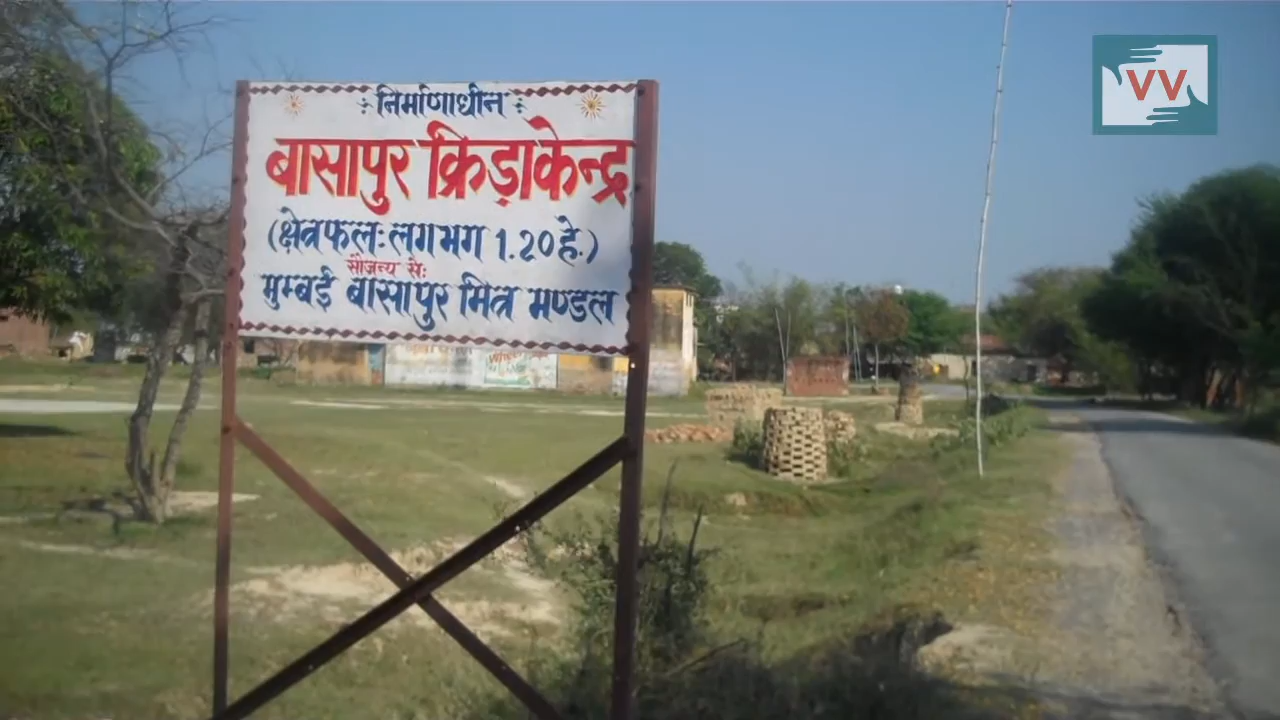 निर्माणाधीन
बासापुर क्रिड़ाकेन्द्र
(क्षेत्रफल: लगभग 1.20 हे.)
सौजन्य से:
मुम्बई बासापुर मित्र मण्डल
VV